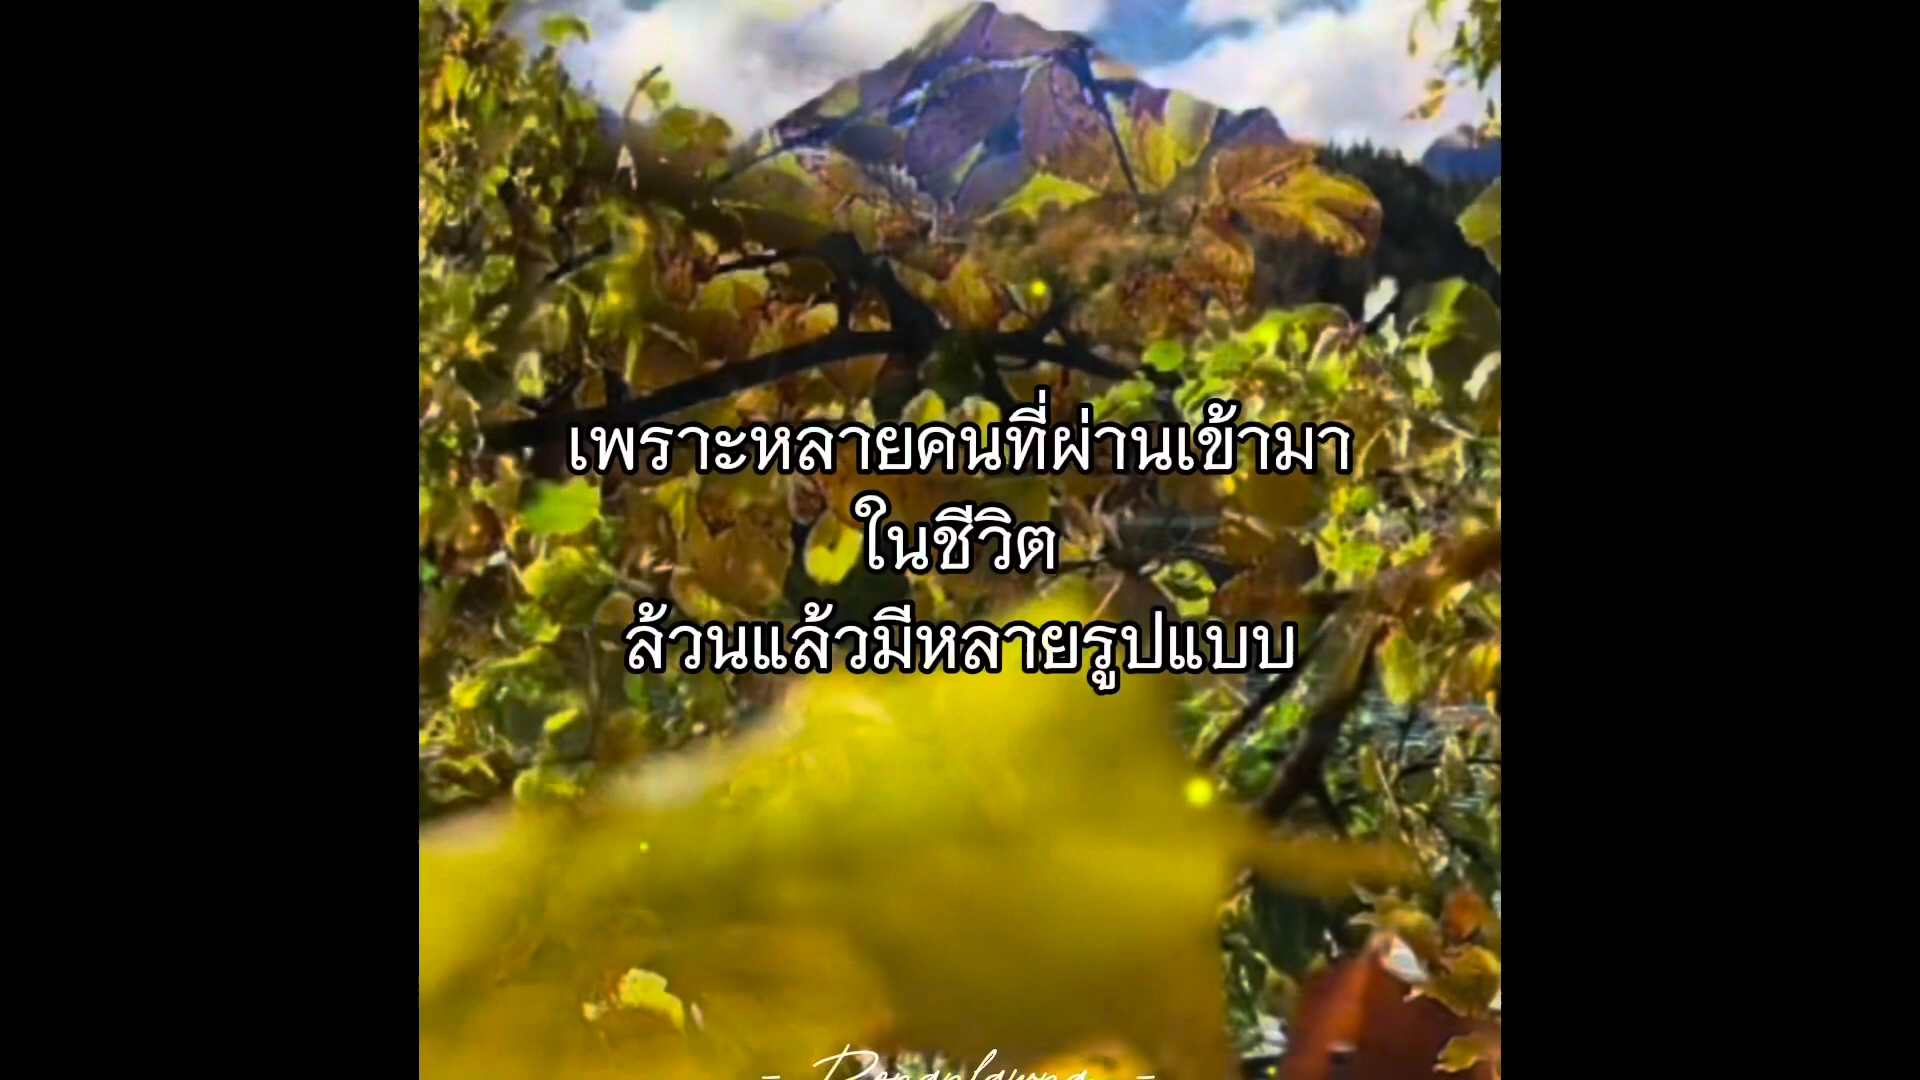 เพราะหลายคนที่ผ่านเข้ามา
ในชีวิต
ล้วนแล้วมีหลายรูปแบบ